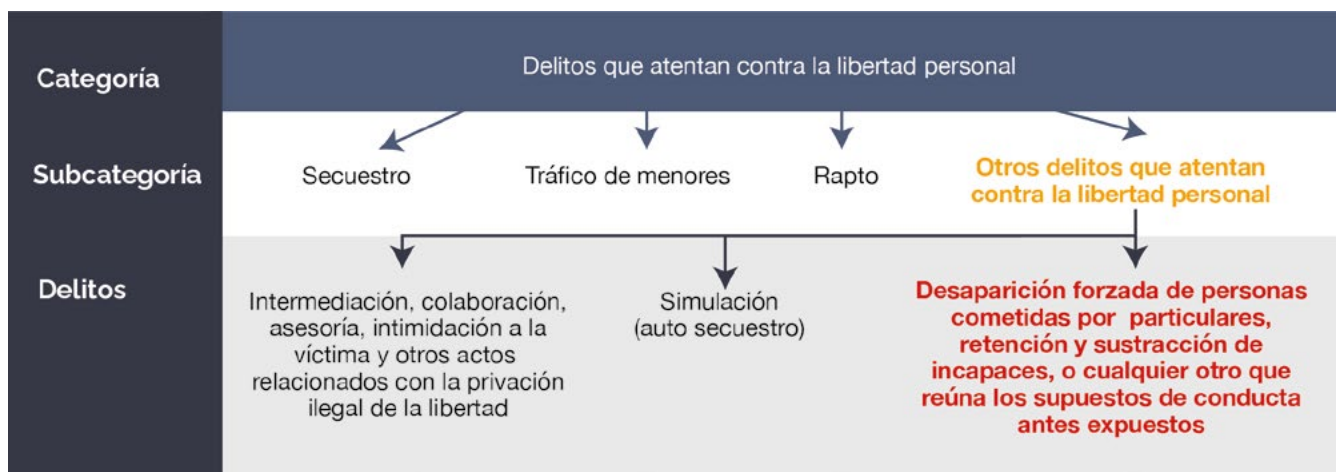 Categoría
Delitos que atentan contra la libertad personal
Subcategoría
Secuestro
Tráfico de menores
Rapto
Otros delitos que atentan
contra la libertad personal
Delitos
Intermediación, colaboración,
asesoría, intimidación a la
víctima y otros actos
relacionados con la privación
ilegal de la libertad
Simulación
(auto secuestro)
Desaparición forzada de personas
cometidas por particulares,
retención y sustracción de
incapaces, o cualquier otro que
reúna los supuestos de conducta
antes expuestos